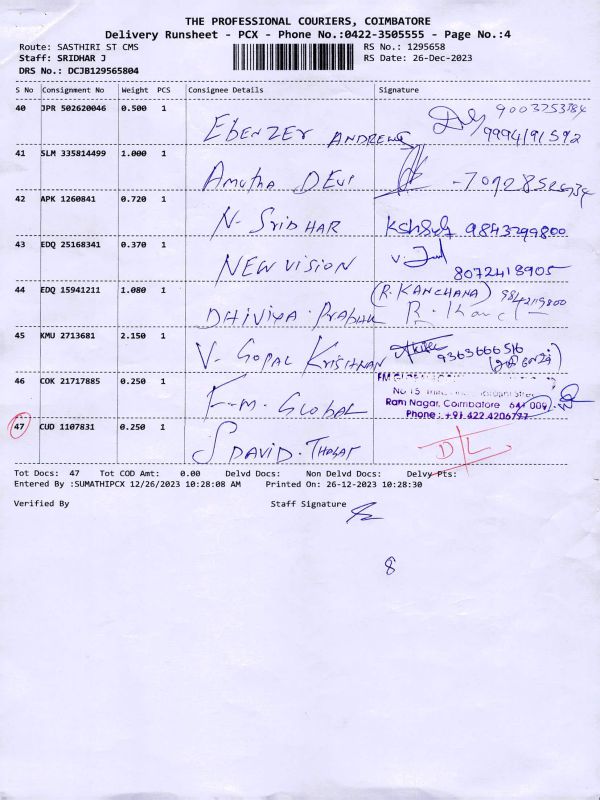 THE PROFESSIONAL COURIERS, COIMBATORE
Delivery Runsheet - PCX - Phone No.:0422-3505555 - Page No.:4
Route: SASTHIRI ST CMS RS No.: 1295658
Staff: SRIDHAR J RS Date: 26-Dec-2023
DRS No.: DCJB129565804
S No Consignment No Weight PCS Consignee Details Signature
40 JPR 502620046 0.500 1 EBENZER ANDREWS 9003753784
9994191592
41 SLM 335814499 1.000 1 Amutha DEVI
42 APK 1260841 0.720 1 N. SRIDHAR 9843799800
43 EDQ 25168341 0.370 1 NEW VISION
8072418905
44 EDQ 15941211 1.080 1 DHIVIYA. PRABHU (R. KANCHANA) 9842119800
45 KMU 2713681 2.150 1 V. GOPAL KRISHNAN 9363666516
46 COK 21717885 0.250 1 F.M. GLOBAL
Ram Nagar, Coimbatore 641 009.
Phone : +91 422 4206777
47 CUD 1107831 0.250 1 S DAVID. D/L
Tot Docs: 47 Tot COD Amt: 0.00 Delvd Docs: Non Delvd Docs: Delvy Pts:
Entered By :SUMATHIPCX 12/26/2023 10:28:08 AM Printed On: 26-12-2023 10:28:30
Verified By Staff Signature
8